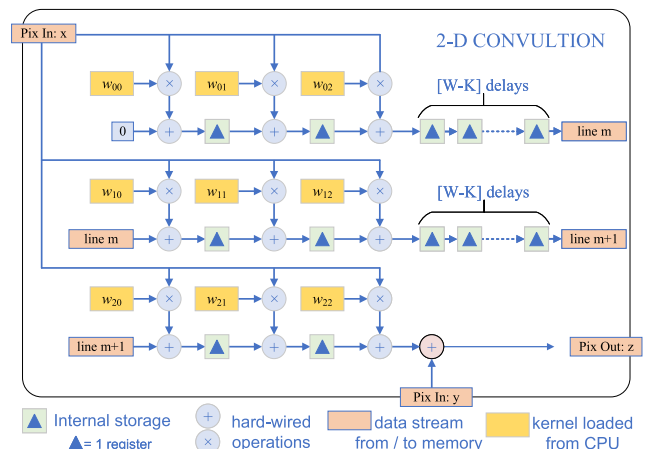 Pix In: x
2-D CONVULTION
w00 × w01 × w02 ×
[W-K] delays
0 + + + line m
w10 × w11 × w12 ×
[W-K] delays
line m + + + line m+1
w20 × w21 × w22 ×
line m+1 + + + + Pix Out: z
Pix In: y
Internal storage
= 1 register
+ × hard-wired
operations
data stream
from / to memory
kernel loaded
from CPU